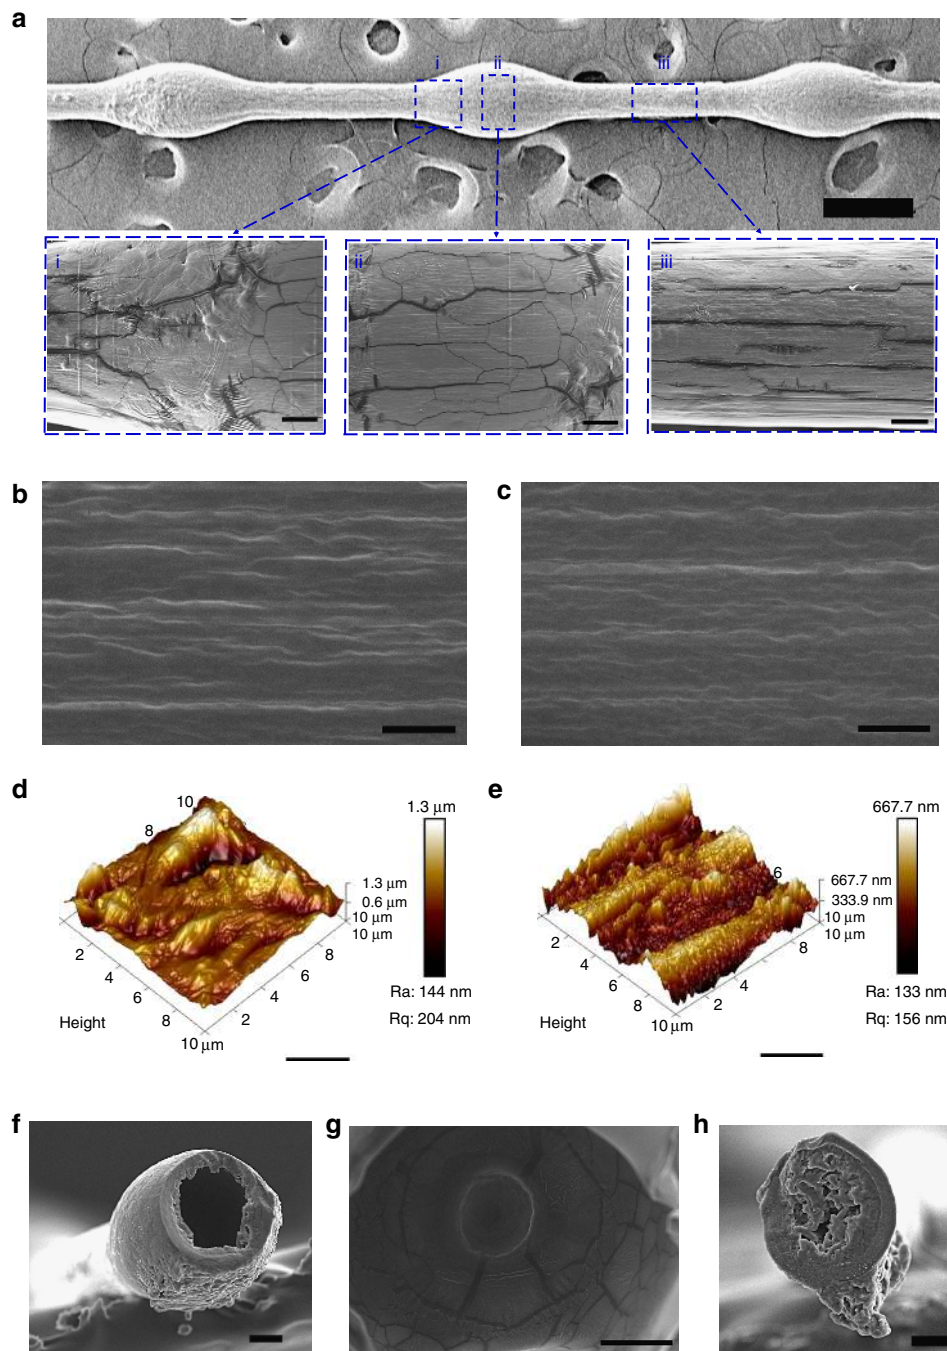 a
i
ii
iii
i
ii
iii
b
c
d
e
10
8
1.3 μm
1.3 μm
0.6 μm
10 μm
10 μm
2
4
6
8
10 μm
2
4
6
8
Height
Ra: 144 nm
Rq: 204 nm
667.7 nm
6
667.7 nm
333.9 nm
10 μm
10 μm
2
4
6
8
10 μm
2
4
8
Height
Ra: 133 nm
Rq: 156 nm
f
g
h